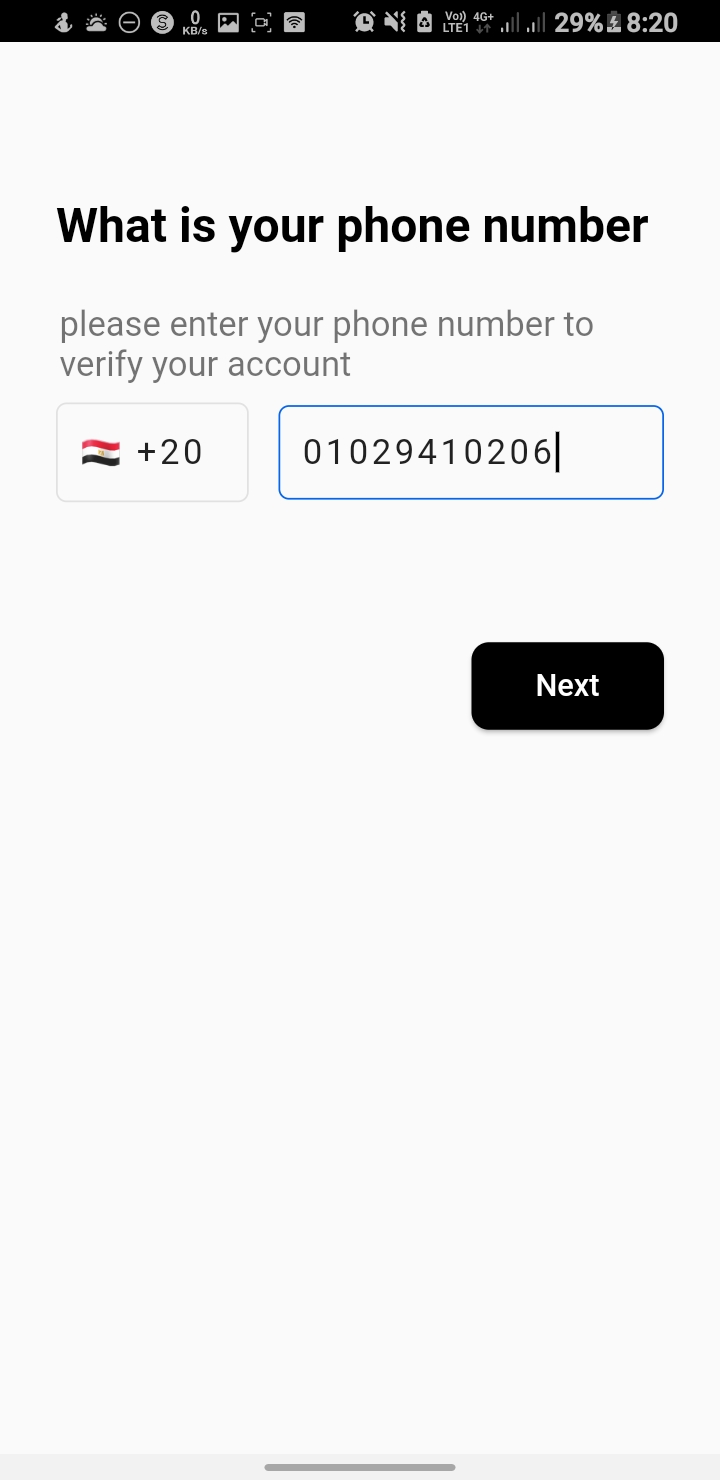 0 KB/s Vo)) LTE1 4G+ 29% 8:20
What is your phone number
please enter your phone number to
verify your account
+20 01029410206
Next